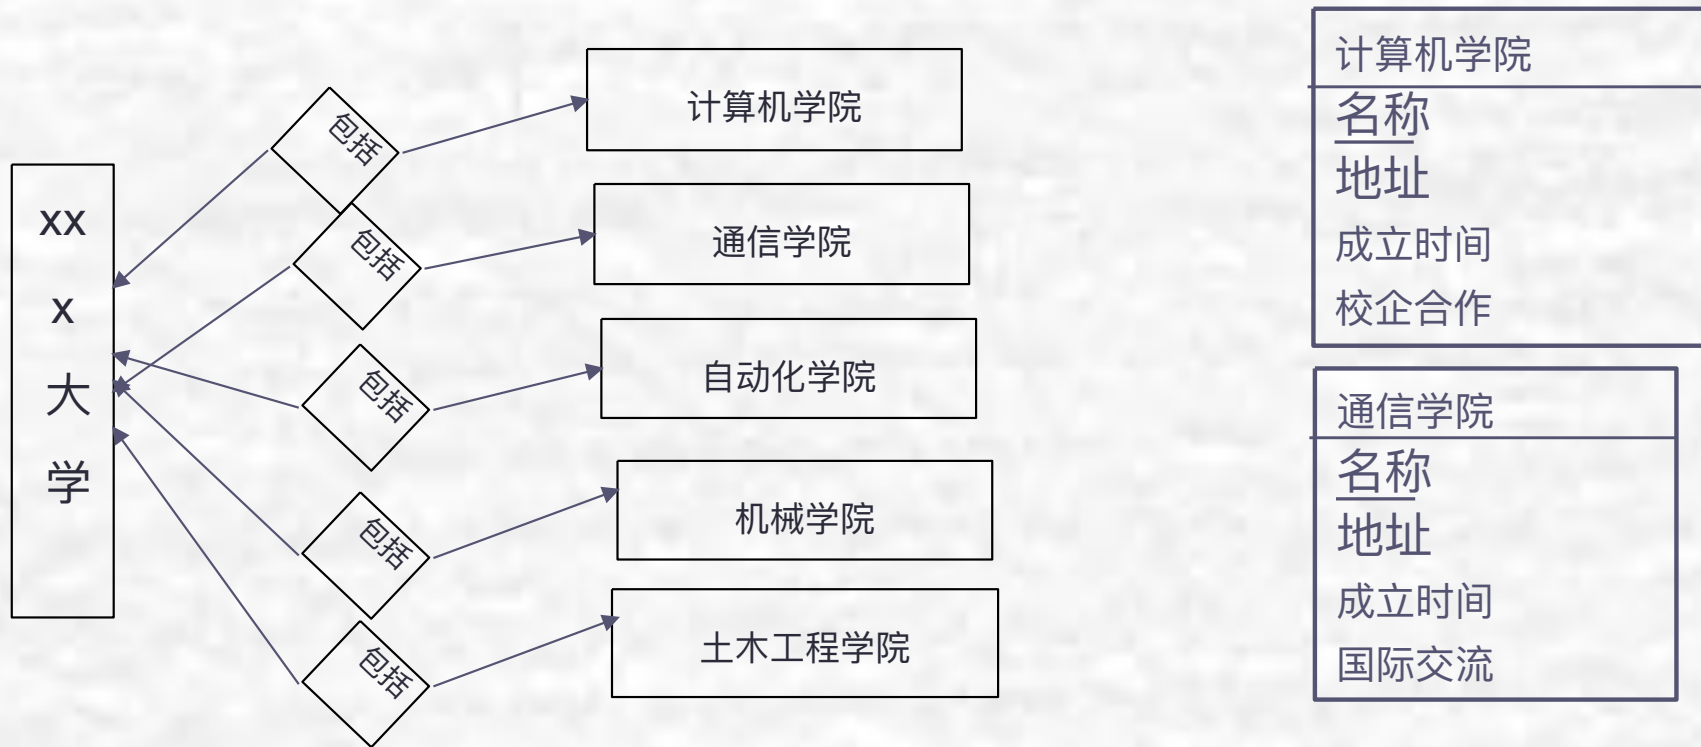 xx
x
大
学
包括
计算机学院
包括
通信学院
包括
自动化学院
包括
机械学院
包括
土木工程学院
计算机学院
名称
地址
成立时间
校企合作
通信学院
名称
地址
成立时间
国际交流